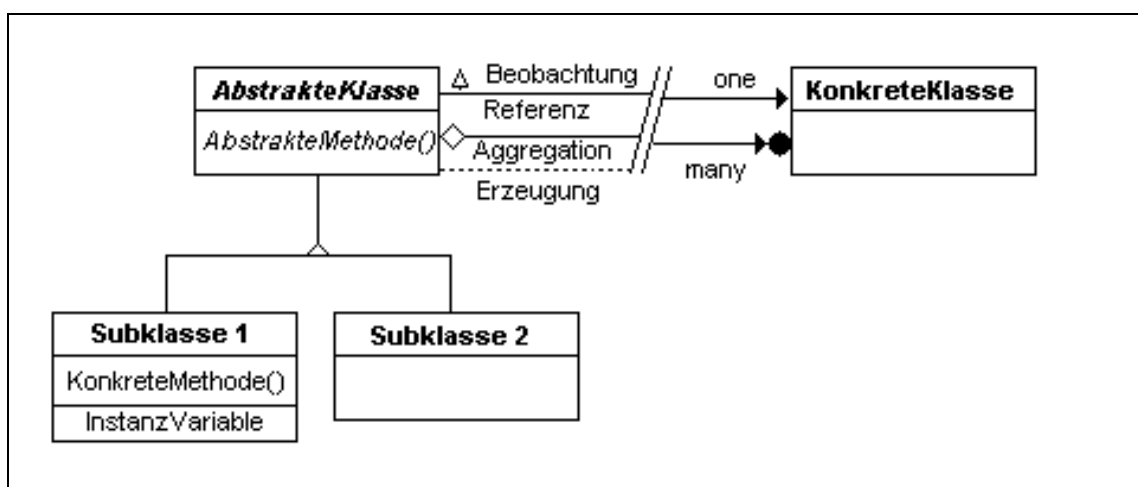 AbstrakteKlasse
AbstrakteMethode()
Beobachtung
Referenz
Aggregation
Erzeugung
one
many
KonkreteKlasse
Subklasse 1
KonkreteMethode()
InstanzVariable
Subklasse 2